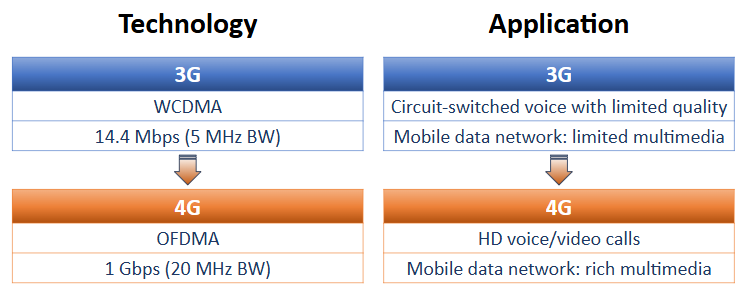 Technology
3G
WCDMA
14.4 Mbps (5 MHz BW)
4G
OFDMA
1 Gbps (20 MHz BW)
Application
3G
Circuit-switched voice with limited quality
Mobile data network: limited multimedia
4G
HD voice/video calls
Mobile data network: rich multimedia